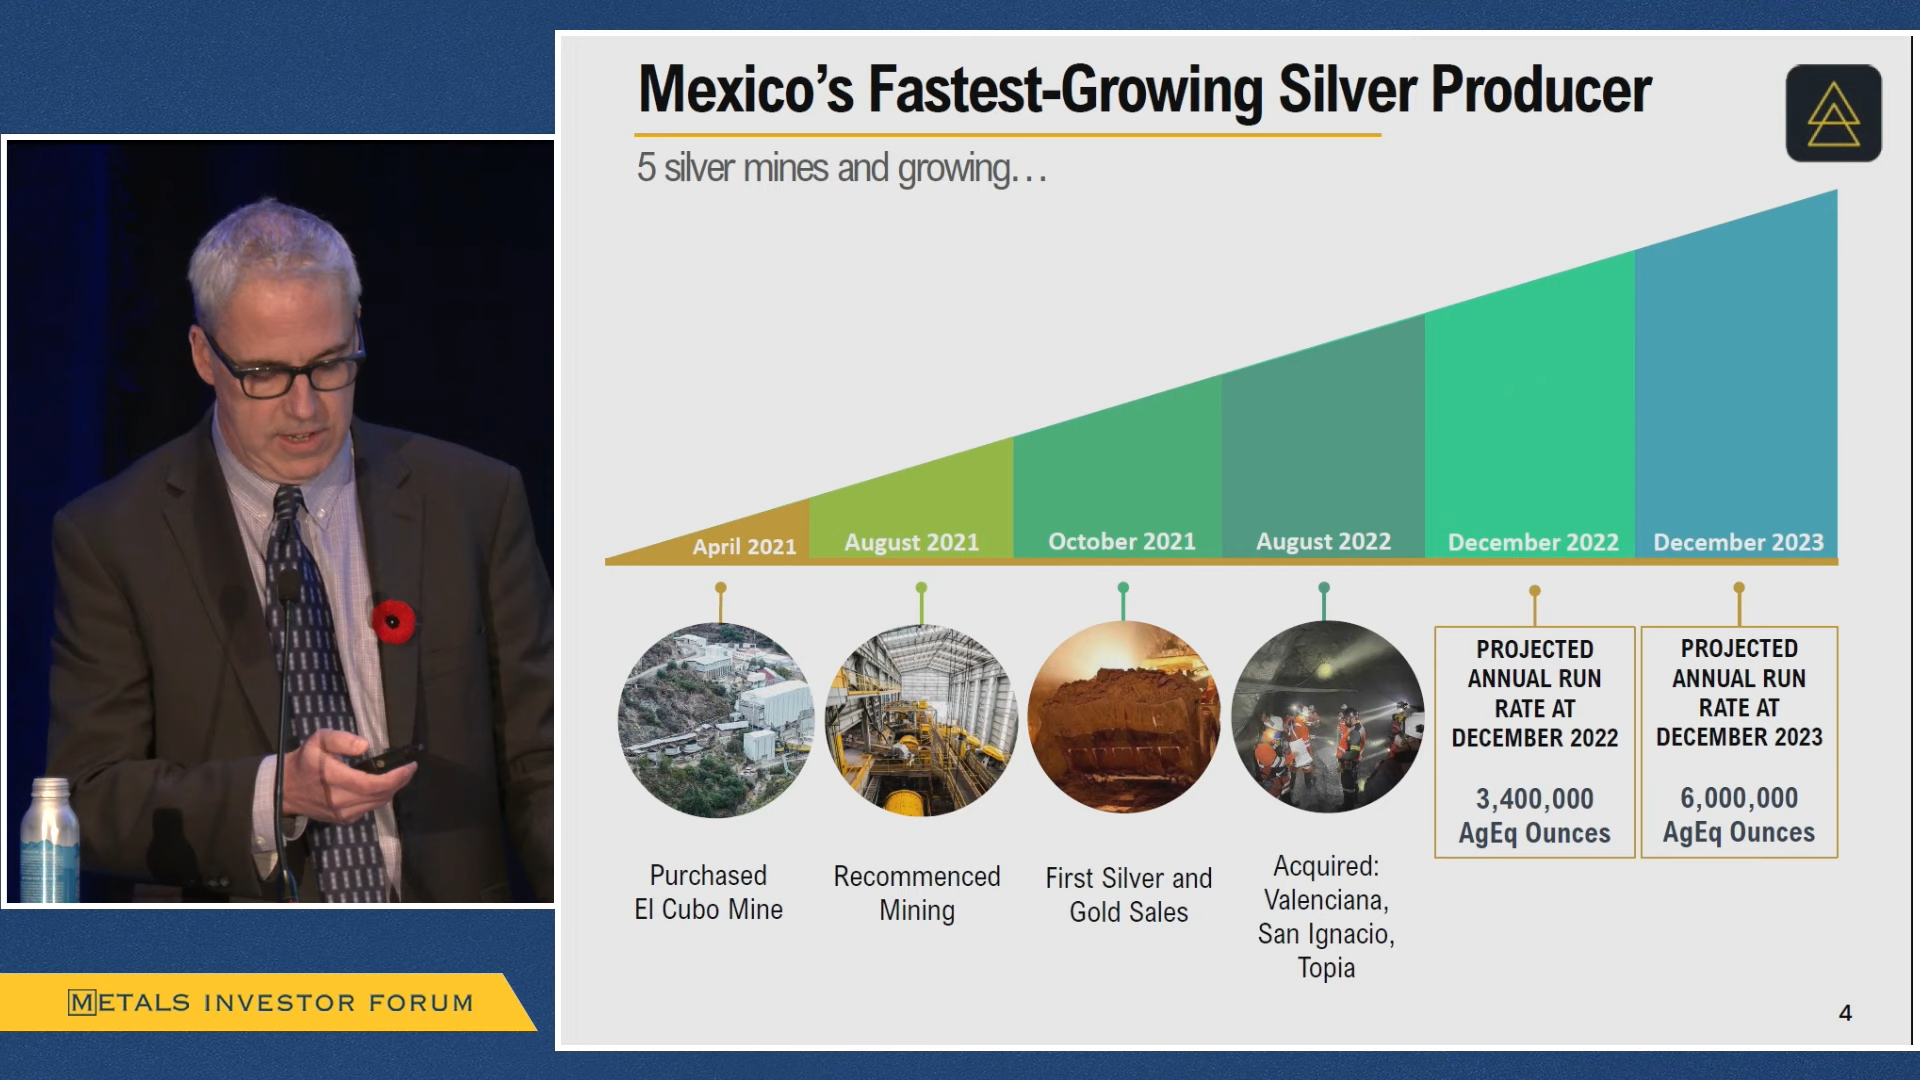 Mexico’s Fastest-Growing Silver Producer
5 silver mines and growing…
April 2021
August 2021
October 2021
August 2022
December 2022
December 2023
Purchased
El Cubo Mine
Recommenced
Mining
First Silver and
Gold Sales
Acquired:
Valenciana,
San Ignacio,
Topia
PROJECTED
ANNUAL RUN
RATE AT
DECEMBER 2022
3,400,000
AgEq Ounces
PROJECTED
ANNUAL RUN
RATE AT
DECEMBER 2023
6,000,000
AgEq Ounces
METALS INVESTOR FORUM
4